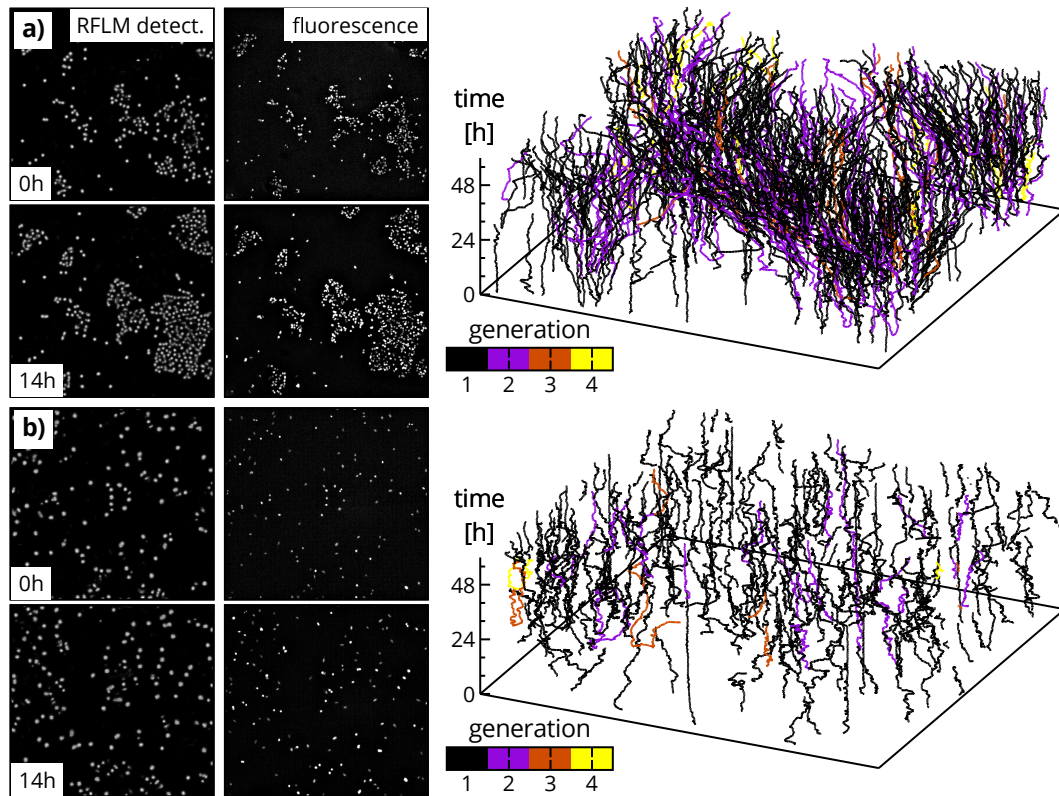 a)
RFLM detect.
fluorescence
0h
14h
time
[h]
48
24
0
generation
1 2 3 4
b)
0h
14h
time
[h]
48
24
0
generation
1 2 3 4